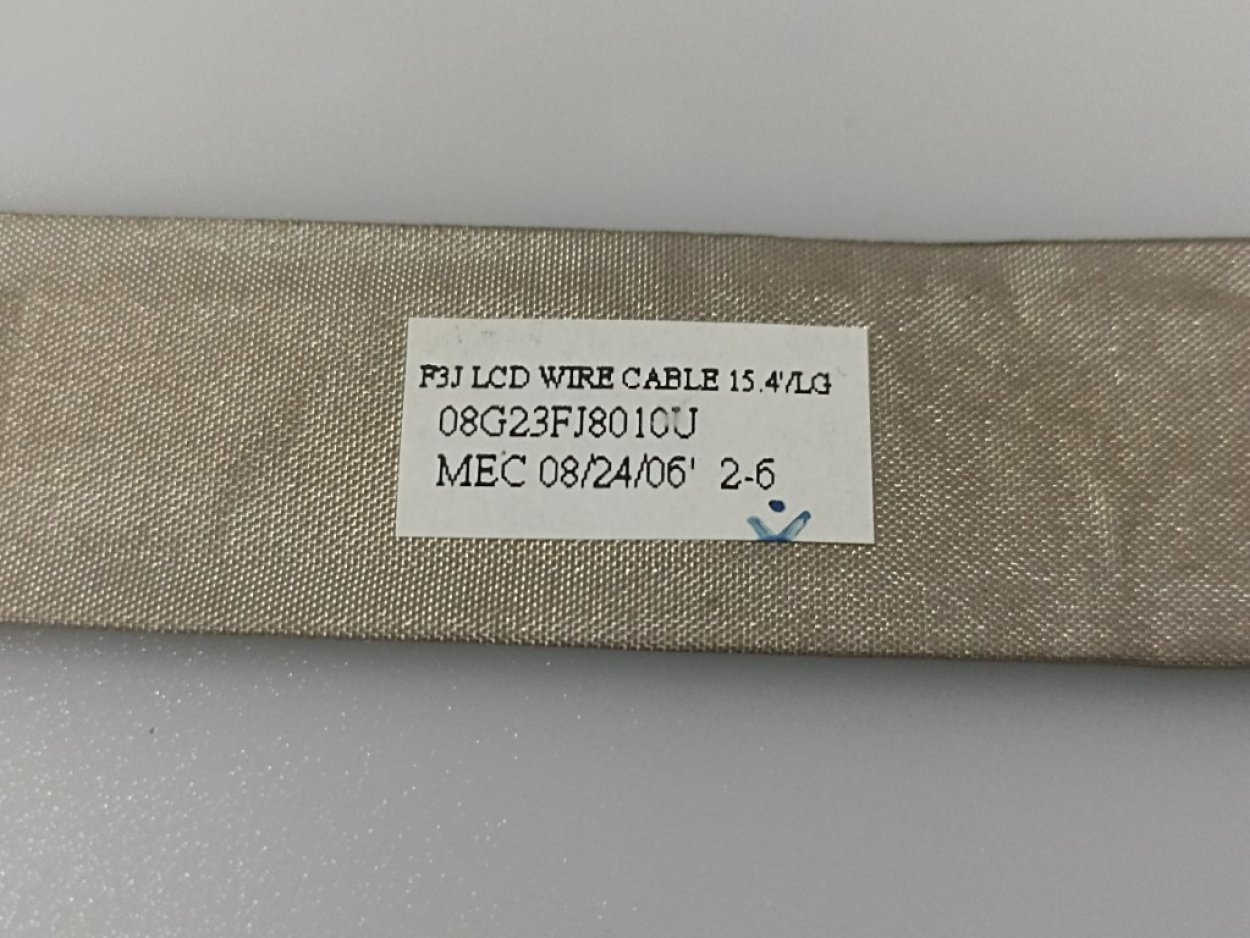 F3J LCD WIRE CABLE 15.4'/LG
08G23FJ8010U
MEC 08/24/06' 2-6